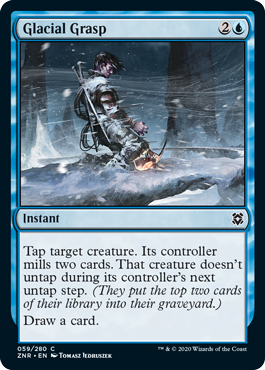 Glacial Grasp 2
Instant
Tap target creature. Its controller
mills two cards. That creature doesn't
untap during its controller's next
untap step. (They put the top two cards
of their library into their graveyard.)
Draw a card.
059/280 C
ZNR • EN Tomasz Jedruszek
™ & © 2020 Wizards of the Coast